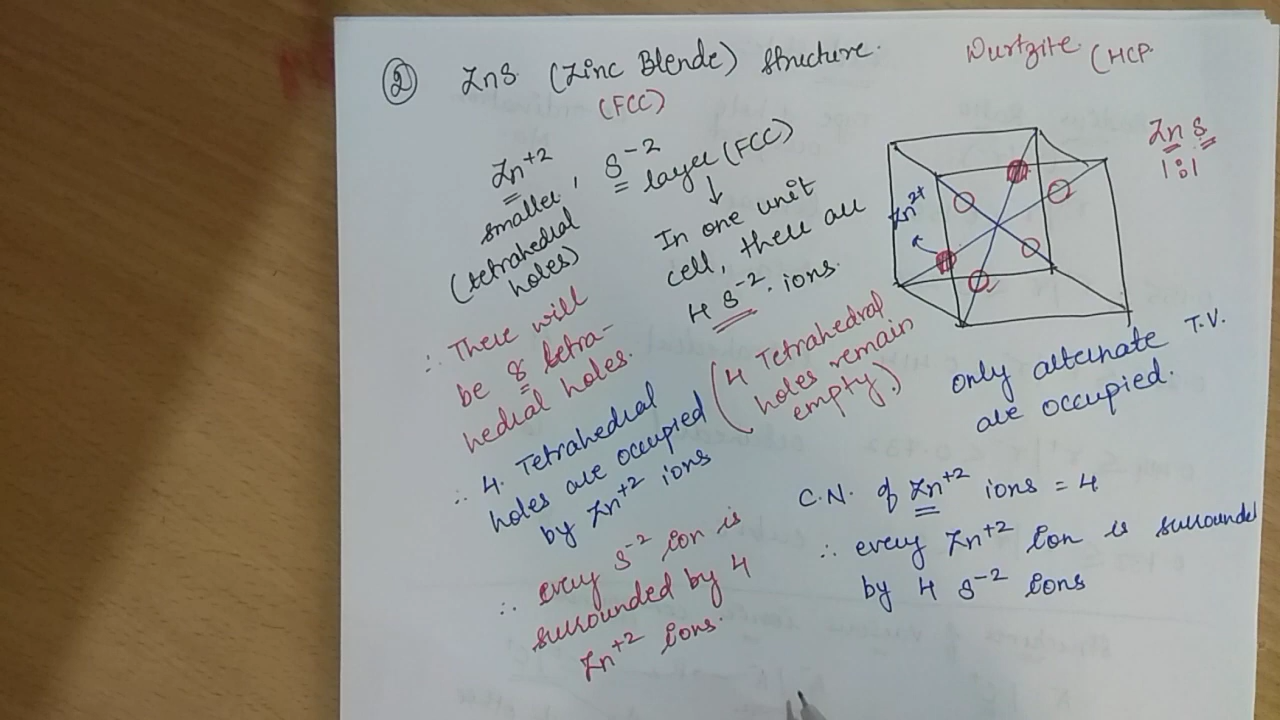 ② ZnS (Zinc Blende) structure.
(FCC)
Wurtzite (HCP
Zn+2 , S-2
smaller layer (FCC)
(tetrahedral
holes)
↓
In one unit
cell, there are
4 S-2 ions.
∴ There will
be 8 tetra-
hedral holes.
∴ 4 Tetrahedral
holes are occupied
by Zn+2 ions
(4 Tetrahedral
holes remain
empty)
∴ every S-2 ion is
surrounded by 4
Zn+2 ions.
Zn S
1:1
Zn2+
only alternate T.V.
are occupied.
C.N. of Zn+2 ions = 4
∴ every Zn+2 ion is surrounded
by 4 S-2 ions